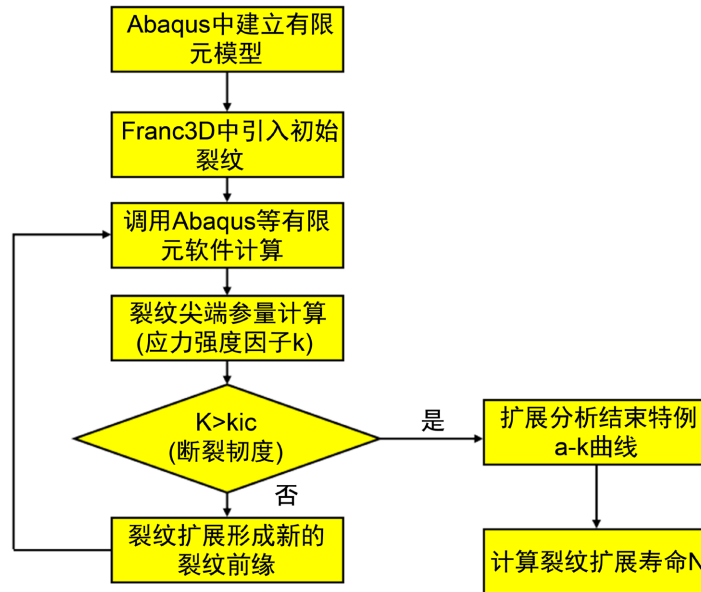 Abaqus中建立有限
元模型
Franc3D中引入初始
裂纹
调用Abaqus等有限
元软件计算
裂纹尖端参量计算
(应力强度因子k)
K>kic
(断裂韧度)
是
否
扩展分析结束特例
a-k曲线
裂纹扩展形成新的
裂纹前缘
计算裂纹扩展寿命N